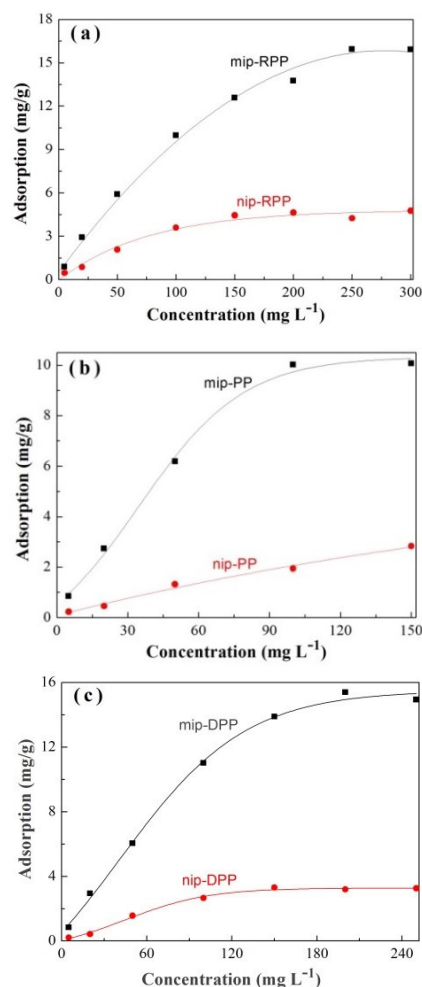 (a)
18
15
12
9
6
3
0
mip-RPP
nip-RPP
Adsorption (mg/g)
0 50 100 150 200 250 300
Concentration (mg L⁻¹)
(b)
10
8
6
4
2
0
mip-PP
nip-PP
Adsorption (mg/g)
0 30 60 90 120 150
Concentration (mg L⁻¹)
(c)
16
12
8
4
0
mip-DPP
nip-DPP
Adsorption (mg/g)
0 60 120 180 240
Concentration (mg L⁻¹)